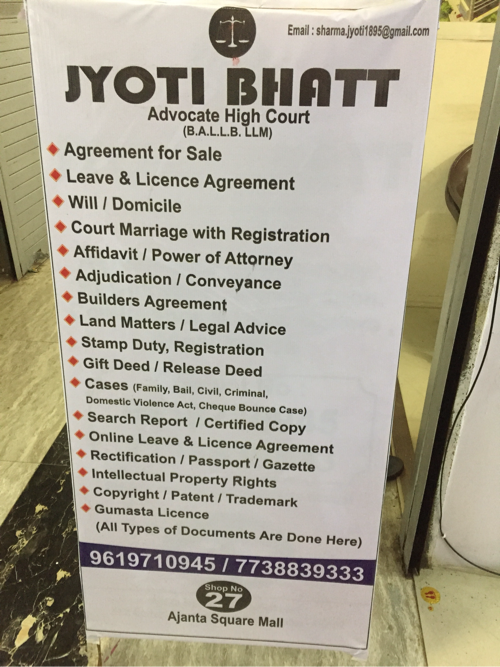 Email : sharma.jyoti1895@gmail.com
JYOTI BHATT
Advocate High Court
(B.A.L.L.B. LLM)
Agreement for Sale
Leave & Licence Agreement
Will / Domicile
Court Marriage with Registration
Affidavit / Power of Attorney
Adjudication / Conveyance
Builders Agreement
Land Matters / Legal Advice
Stamp Duty, Registration
Gift Deed / Release Deed
Cases (Family, Bail, Civil, Criminal,
Domestic Violence Act, Cheque Bounce Case)
Search Report / Certified Copy
Online Leave & Licence Agreement
Rectification / Passport / Gazette
Intellectual Property Rights
Copyright / Patent / Trademark
Gumasta Licence
(All Types of Documents Are Done Here)
9619710945 / 7738839333
Shop No
27
Ajanta Square Mall